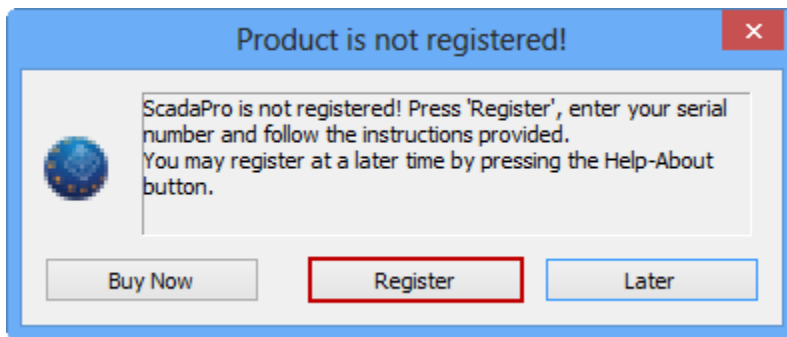 Product is not registered!
ScadaPro is not registered! Press 'Register', enter your serial
number and follow the instructions provided.
You may register at a later time by pressing the Help-About
button.
Buy Now
Register
Later